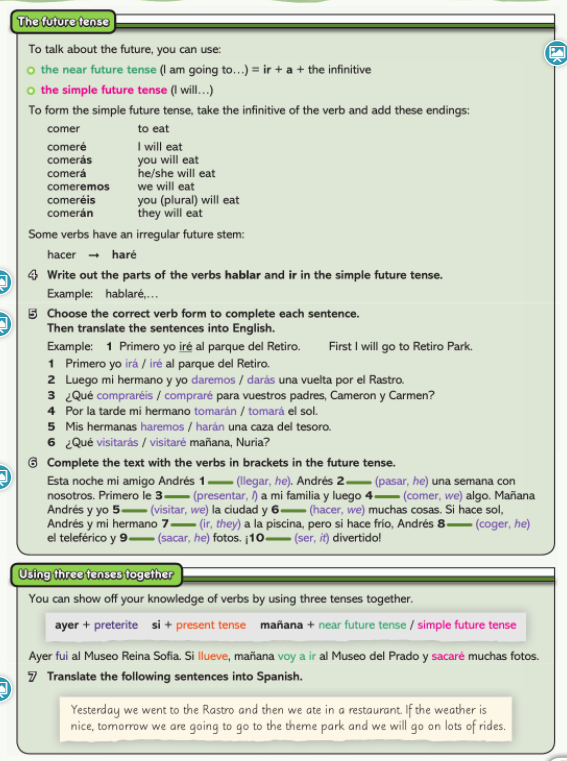 The future tense
To talk about the future, you can use:
the near future tense (I am going to…) = ir + a + the infinitive
the simple future tense (I will…)
To form the simple future tense, take the infinitive of the verb and add these endings:
comer to eat
comeré I will eat
comerás you will eat
comerá he/she will eat
comeremos we will eat
comeréis you (plural) will eat
comerán they will eat
Some verbs have an irregular future stem:
hacer → haré
4 Write out the parts of the verbs hablar and ir in the simple future tense.
Example: hablaré,…
5 Choose the correct verb form to complete each sentence.
Then translate the sentences into English.
Example: 1 Primero yo iré al parque del Retiro. First I will go to Retiro Park.
1 Primero yo irá / iré al parque del Retiro.
2 Luego mi hermano y yo daremos / darás una vuelta por el Rastro.
3 ¿Qué compraréis / compraré para vuestros padres, Cameron y Carmen?
4 Por la tarde mi hermano tomarán / tomará el sol.
5 Mis hermanas haremos / harán una caza del tesoro.
6 ¿Qué visitarás / visitaré mañana, Nuria?
6 Complete the text with the verbs in brackets in the future tense.
Esta noche mi amigo Andrés 1 (llegar, he). Andrés 2 (pasar, he) una semana con
nosotros. Primero le 3 (presentar, I) a mi familia y luego 4 (comer, we) algo. Mañana
Andrés y yo 5 (visitar, we) la ciudad y 6 (hacer, we) muchas cosas. Si hace sol,
Andrés y mi hermano 7 (ir, they) a la piscina, pero si hace frío, Andrés 8 (coger, he)
el teleférico y 9 (sacar, he) fotos. ¡10 (ser, it) divertido!
Using three tenses together
You can show off your knowledge of verbs by using three tenses together.
ayer + preterite si + present tense mañana + near future tense / simple future tense
Ayer fui al Museo Reina Sofía. Si llueve, mañana voy a ir al Museo del Prado y sacaré muchas fotos.
7 Translate the following sentences into Spanish.
Yesterday we went to the Rastro and then we ate in a restaurant. If the weather is
nice, tomorrow we are going to go to the theme park and we will go on lots of rides.